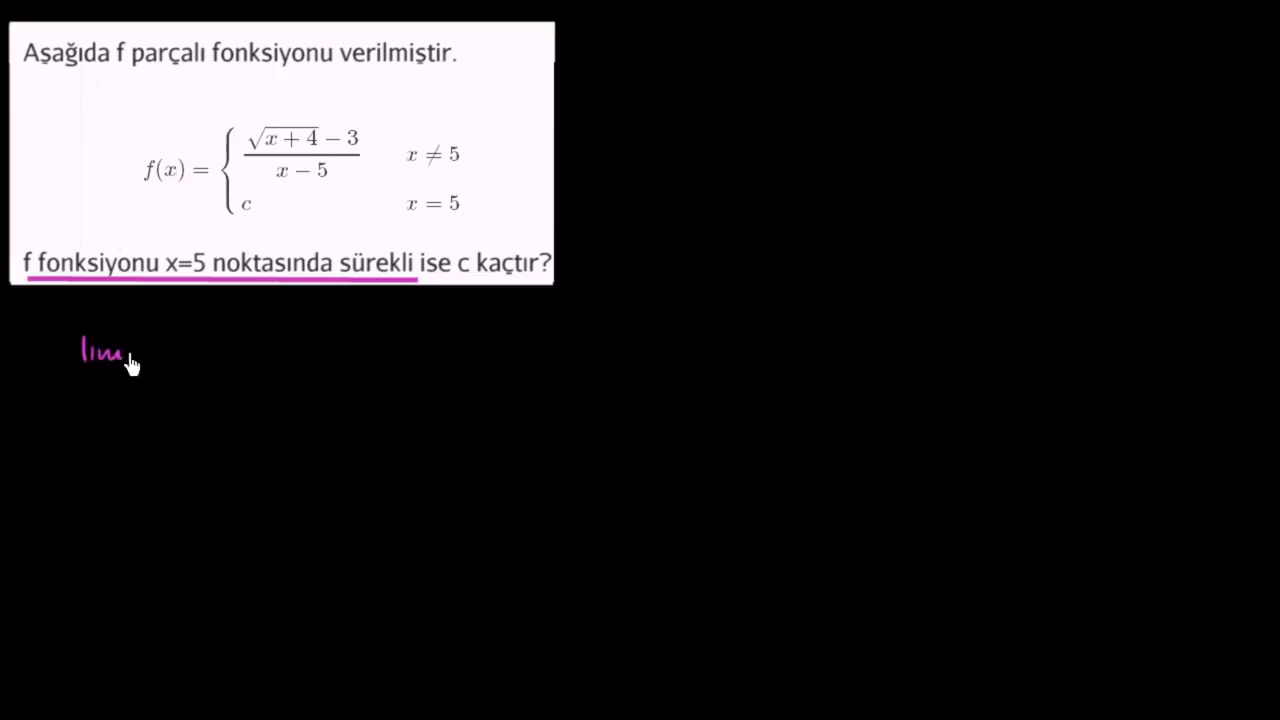 Aşağıda f parçalı fonksiyonu verilmiştir.
f(x) = { (√(x + 4) − 3)/(x − 5)   x ≠ 5
c   x = 5
f fonksiyonu x=5 noktasında sürekli ise c kaçtır?
lim